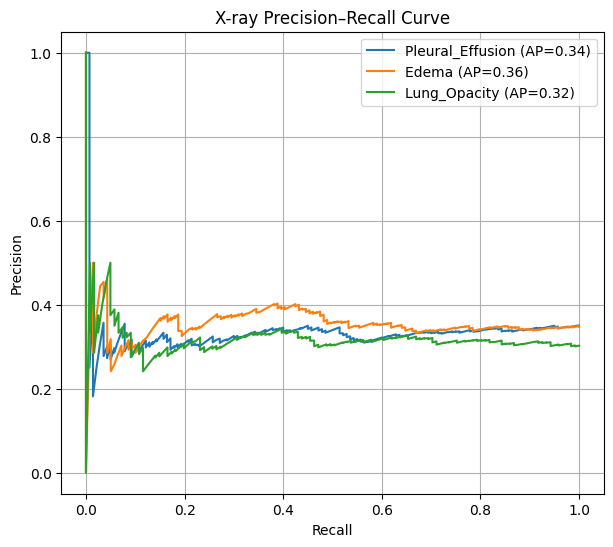 X-ray Precision–Recall Curve
Pleural_Effusion (AP=0.34)
Edema (AP=0.36)
Lung_Opacity (AP=0.32)
Precision
1.0
0.8
0.6
0.4
0.2
0.0
0.0 0.2 0.4 0.6 0.8 1.0
Recall